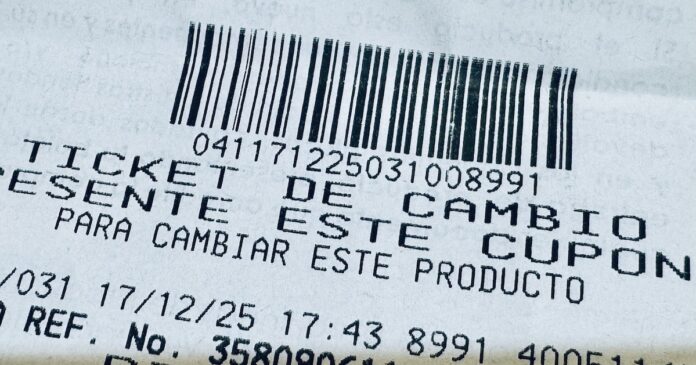 041171225031008991
TICKET DE CAMBIO
ESENTE ESTE CUPON
PARA CAMBIAR ESTE PRODUCTO
/031 17/12/25 17:43 8991
REF. No.